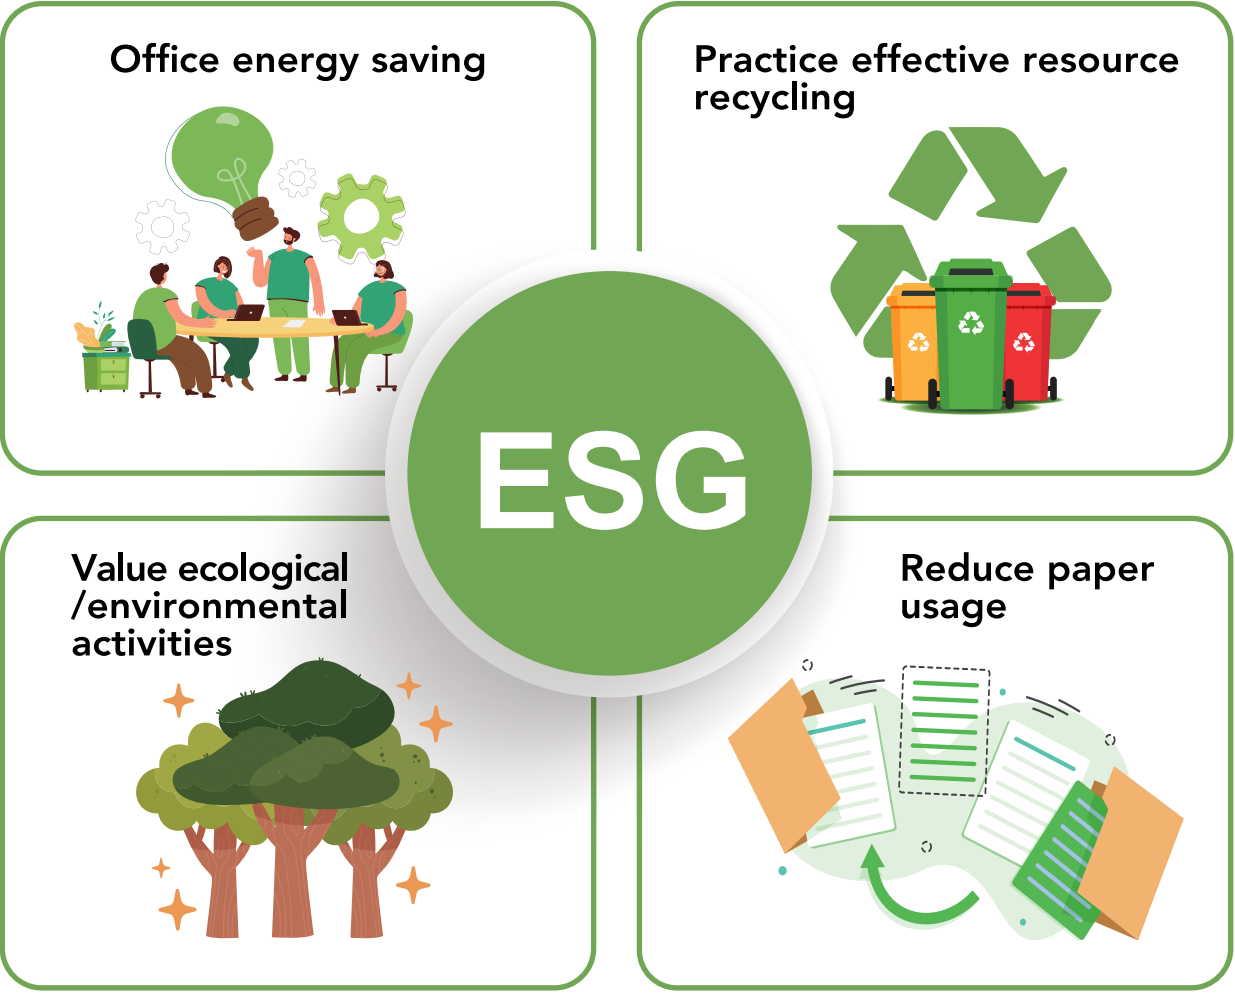 Office energy saving
Practice effective resource
recycling
ESG
Value ecological
/environmental
activities
Reduce paper
usage